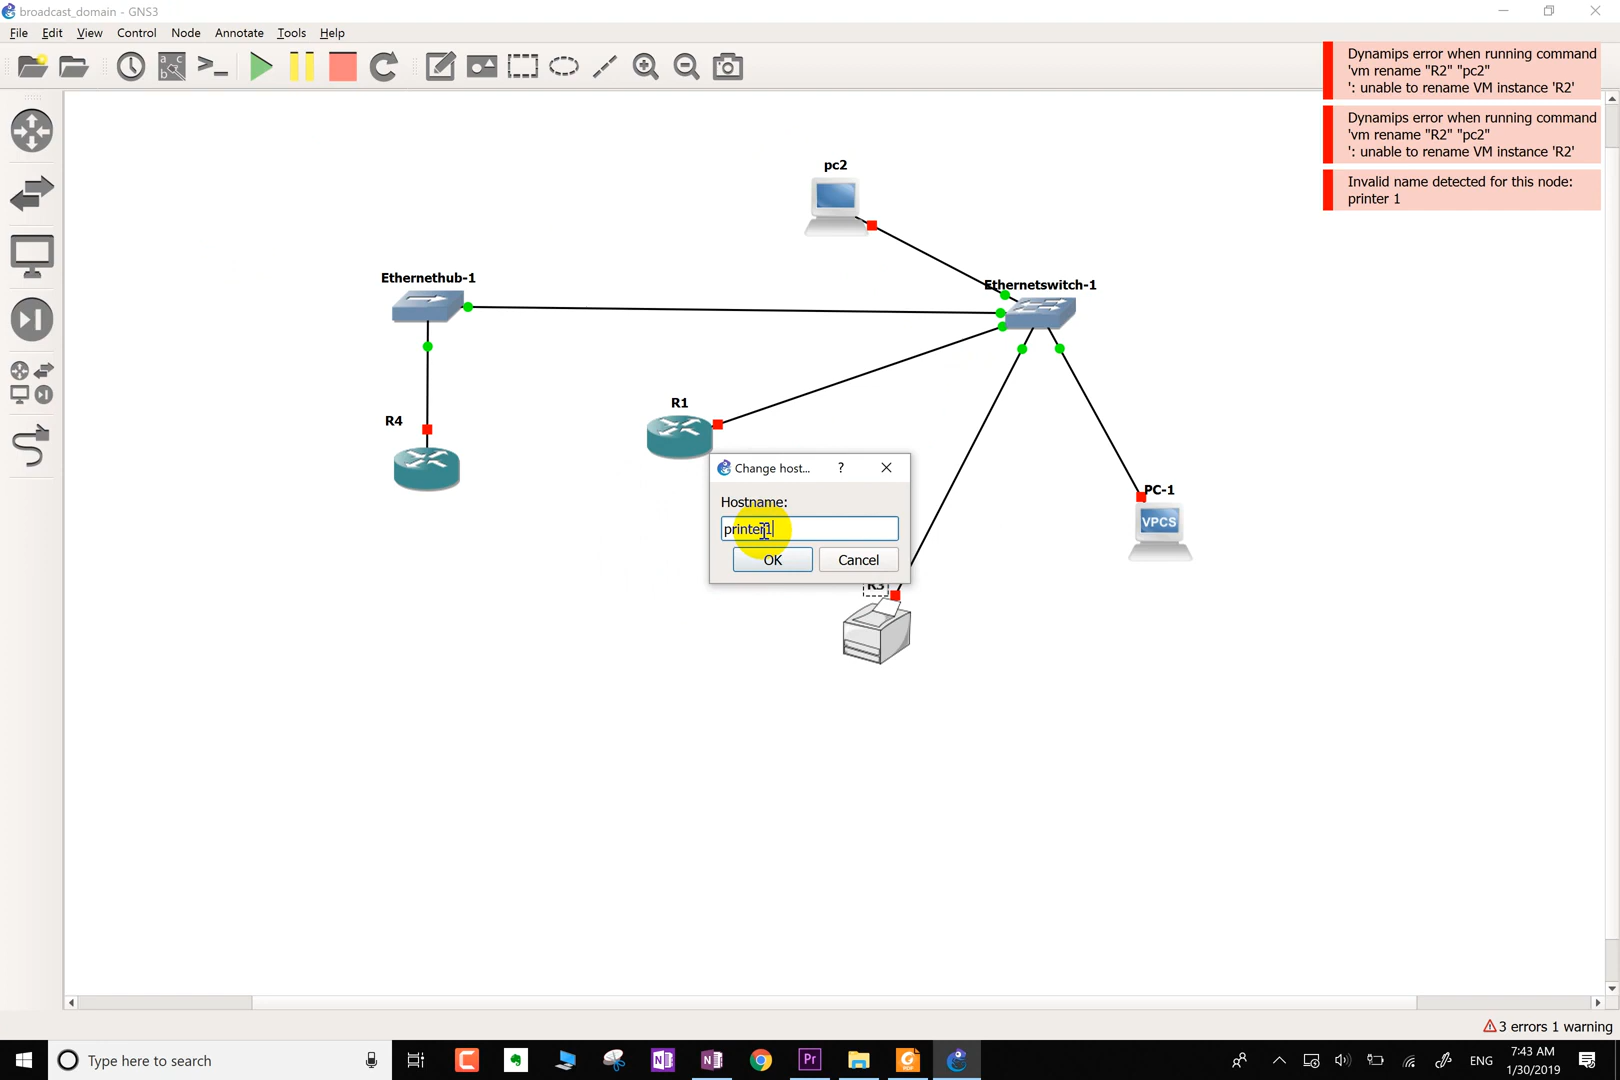 broadcast_domain - GNS3
File Edit View Control Node Annotate Tools Help
Dynamips error when running command
'vm rename "R2" "pc2"
': unable to rename VM instance 'R2'
Dynamips error when running command
'vm rename "R2" "pc2"
': unable to rename VM instance 'R2'
Invalid name detected for this node:
printer 1
pc2
Ethernethub-1
Ethernetswitch-1
R4
R1
Change host... ?
Hostname:
printer1
OK Cancel
PC-1
VPCS
R3
3 errors 1 warning
Type here to search
Pr
ENG
7:43 AM
1/30/2019